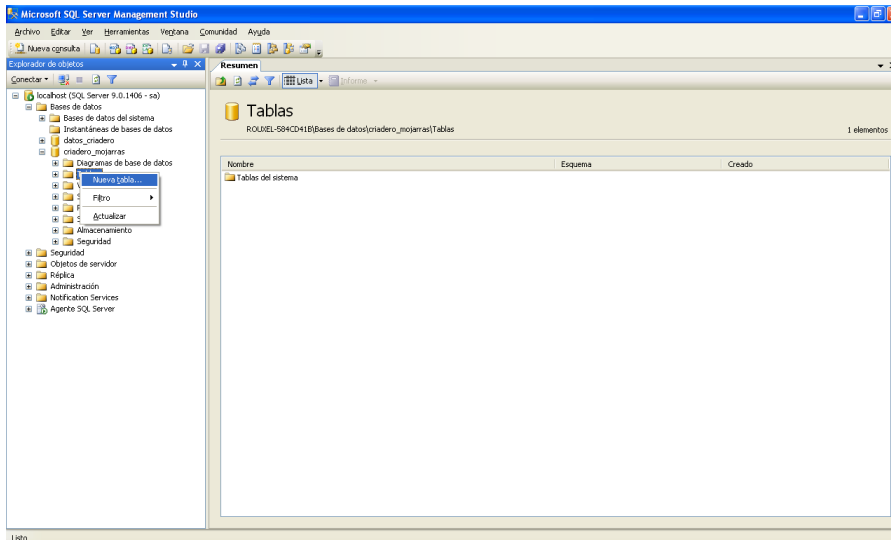 Microsoft SQL Server Management Studio
Archivo Editar Ver Herramientas Ventana Comunidad Ayuda
Nueva consulta
Explorador de objetos
Resumen
Conectar
Lista
Informe
localhost (SQL Server 9.0.1406 - sa)
Bases de datos
Bases de datos del sistema
Instantáneas de bases de datos
datos_criadero
criadero_mojarras
Diagramas de base de datos
Nueva tabla...
Filtro
Actualizar
Almacenamiento
Seguridad
Seguridad
Objetos de servidor
Réplica
Administración
Notification Services
Agente SQL Server
Tablas
ROUXEL-584CD41B\Bases de datos\criadero_mojarras\Tablas
1 elementos
Nombre Esquema Creado
Tablas del sistema
Listo